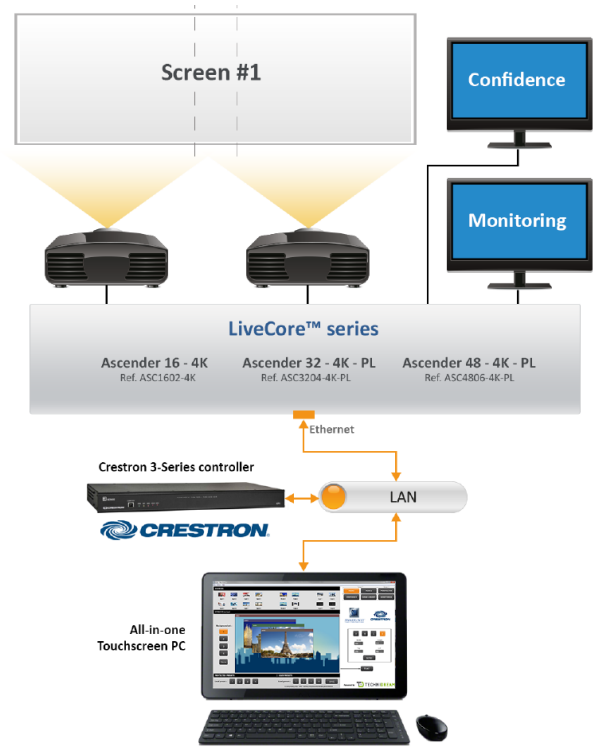 Screen #1
Confidence
Monitoring
LiveCore™ series
Ascender 16 - 4K
Ref. ASC1602-4K
Ascender 32 - 4K - PL
Ref. ASC3204-4K-PL
Ascender 48 - 4K - PL
Ref. ASC4806-4K-PL
Ethernet
Crestron 3-Series controller
LAN
CRESTRON
All-in-one
Touchscreen PC
CRESTRON